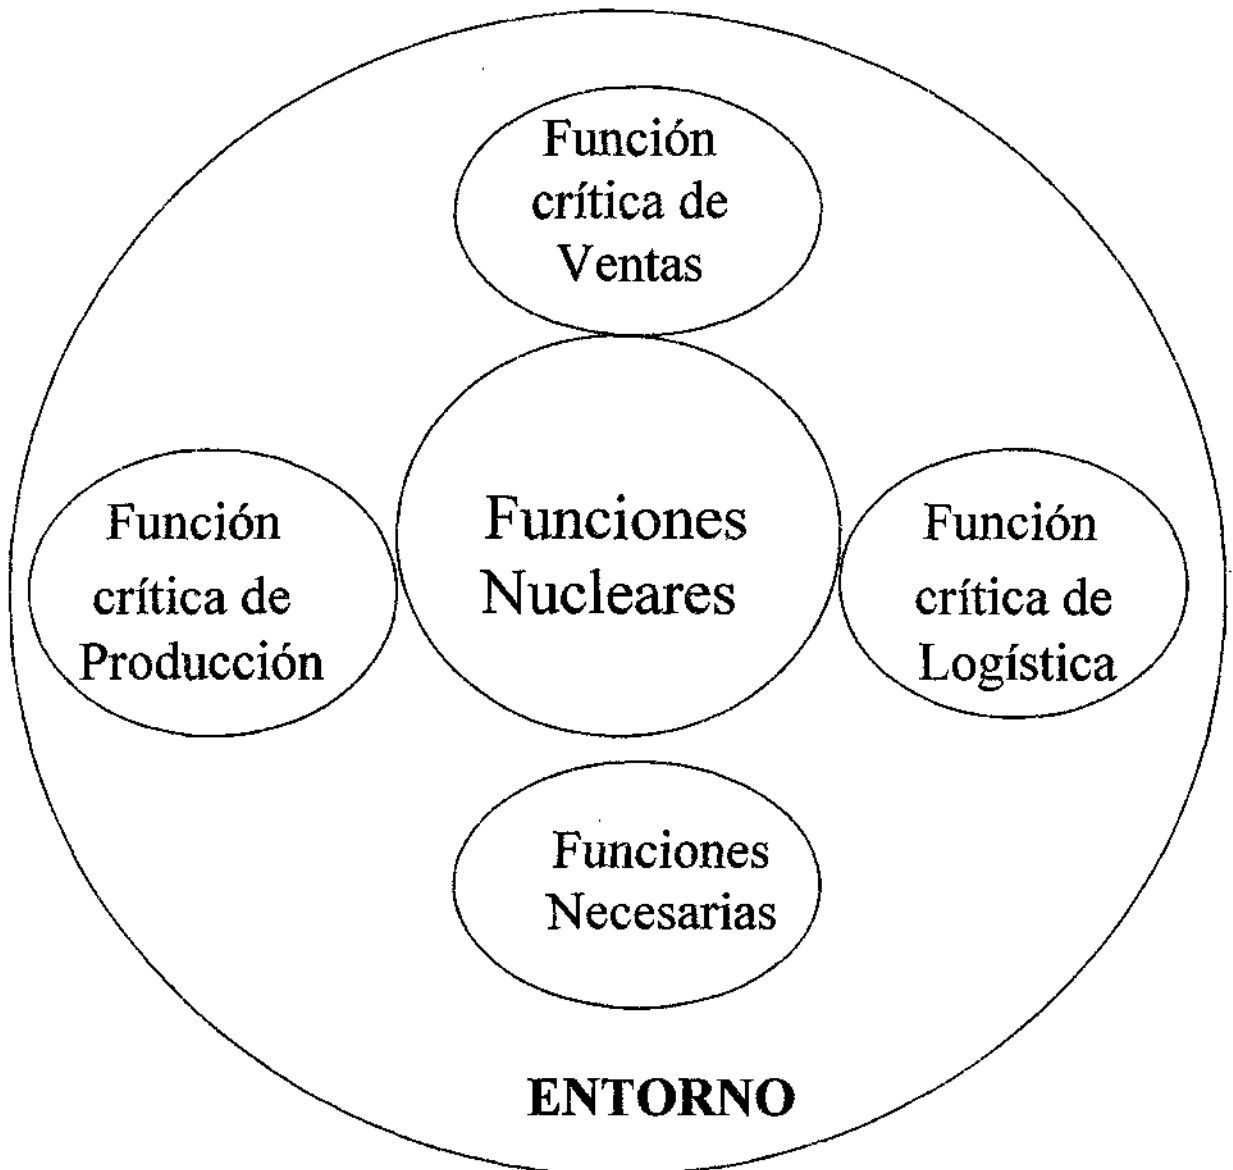 Función
crítica de
Ventas
Función
crítica de
Producción
Funciones
Nucleares
Función
crítica de
Logística
Funciones
Necesarias
ENTORNO